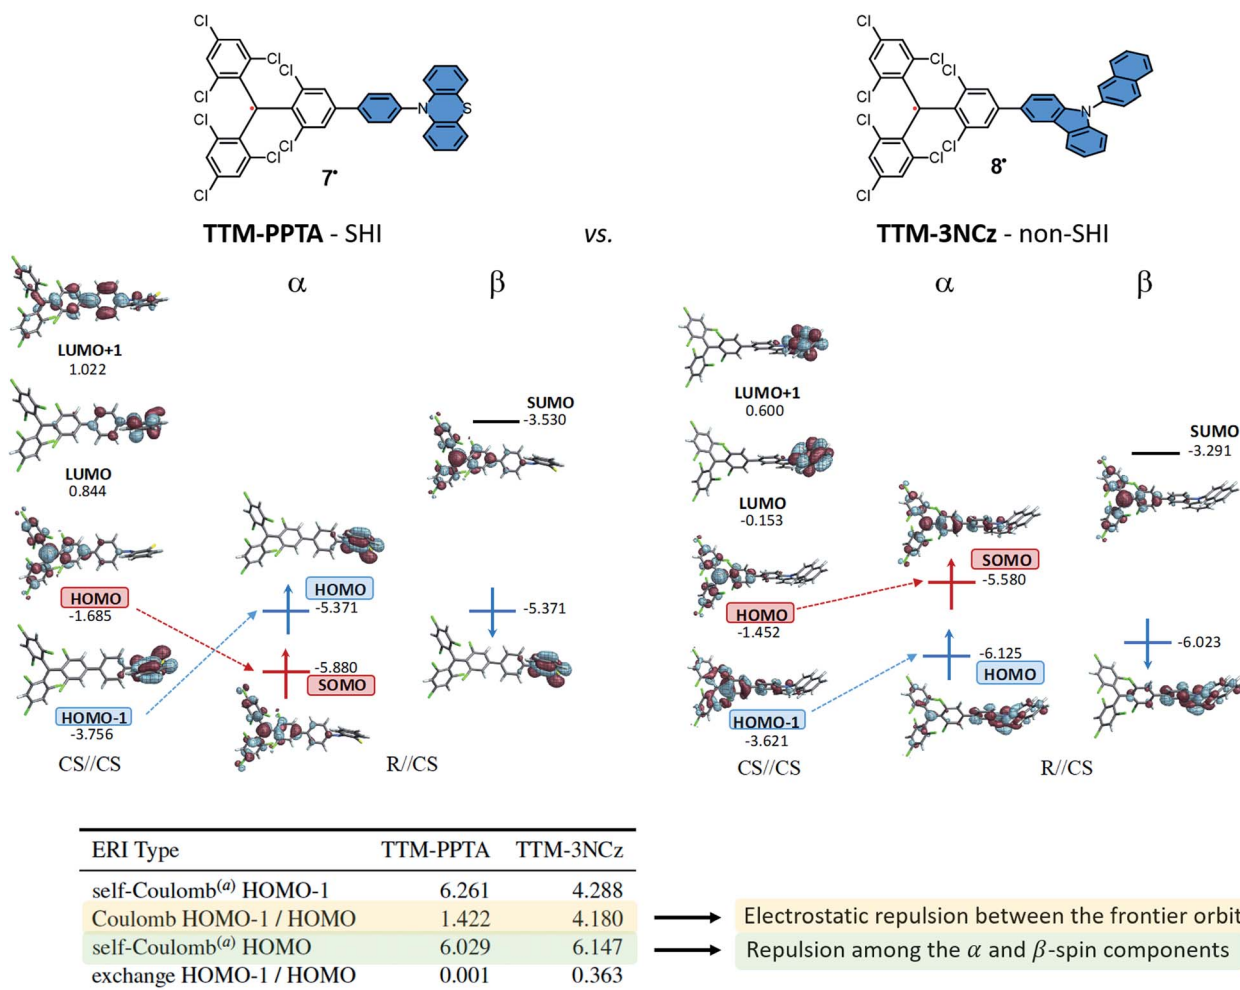 Cl
Cl
Cl
Cl
Cl
Cl
Cl
Cl
N
S
7•
Cl
Cl
Cl
Cl
Cl
Cl
Cl
Cl
N
8•
TTM-PPTA - SHI
vs.
TTM-3NCz - non-SHI
α
β
α
β
LUMO+1
1.022
LUMO
0.844
HOMO
-1.685
HOMO-1
-3.756
CS//CS
HOMO
-5.371
-5.880
SOMO
SUMO
-3.530
-5.371
R//CS
LUMO+1
0.600
LUMO
-0.153
HOMO
-1.452
HOMO-1
-3.621
CS//CS
SOMO
-5.580
-6.125
HOMO
SUMO
-3.291
-6.023
R//CS
ERI Type TTM-PPTA TTM-3NCz
self-Coulomb(a) HOMO-1 6.261 4.288
Coulomb HOMO-1 / HOMO 1.422 4.180 Electrostatic repulsion between the frontier orbit
self-Coulomb(a) HOMO 6.029 6.147 Repulsion among the α and β-spin components
exchange HOMO-1 / HOMO 0.001 0.363